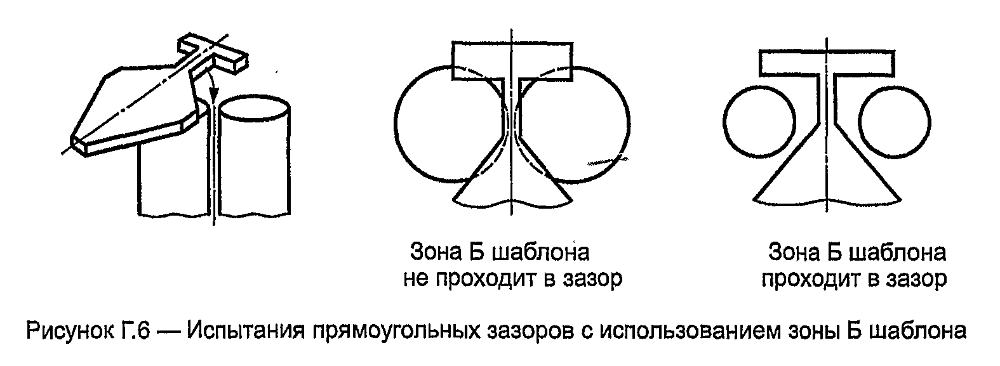 Зона Б шаблона
не проходит в зазор
Зона Б шаблона
проходит в зазор
Рисунок Г.6 — Испытания прямоугольных зазоров с использованием зоны Б шаблона